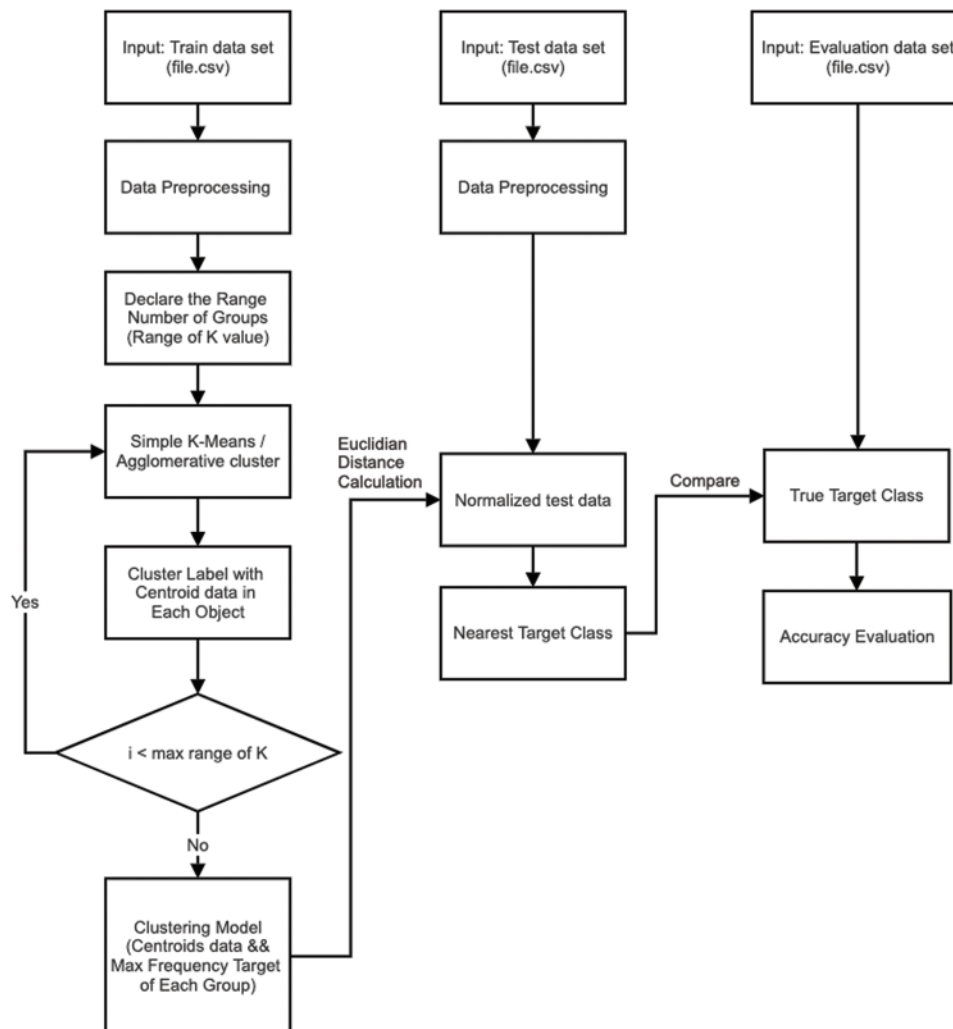 Input: Train data set
(file.csv)
Data Preprocessing
Declare the Range
Number of Groups
(Range of K value)
Simple K-Means /
Agglomerative cluster
Cluster Label with
Centroid data in
Each Object
Yes
i < max range of K
No
Clustering Model
(Centroids data &&
Max Frequency Target
of Each Group)
Input: Test data set
(file.csv)
Data Preprocessing
Euclidian
Distance
Calculation
Normalized test data
Nearest Target Class
Compare
Input: Evaluation data set
(file.csv)
True Target Class
Accuracy Evaluation